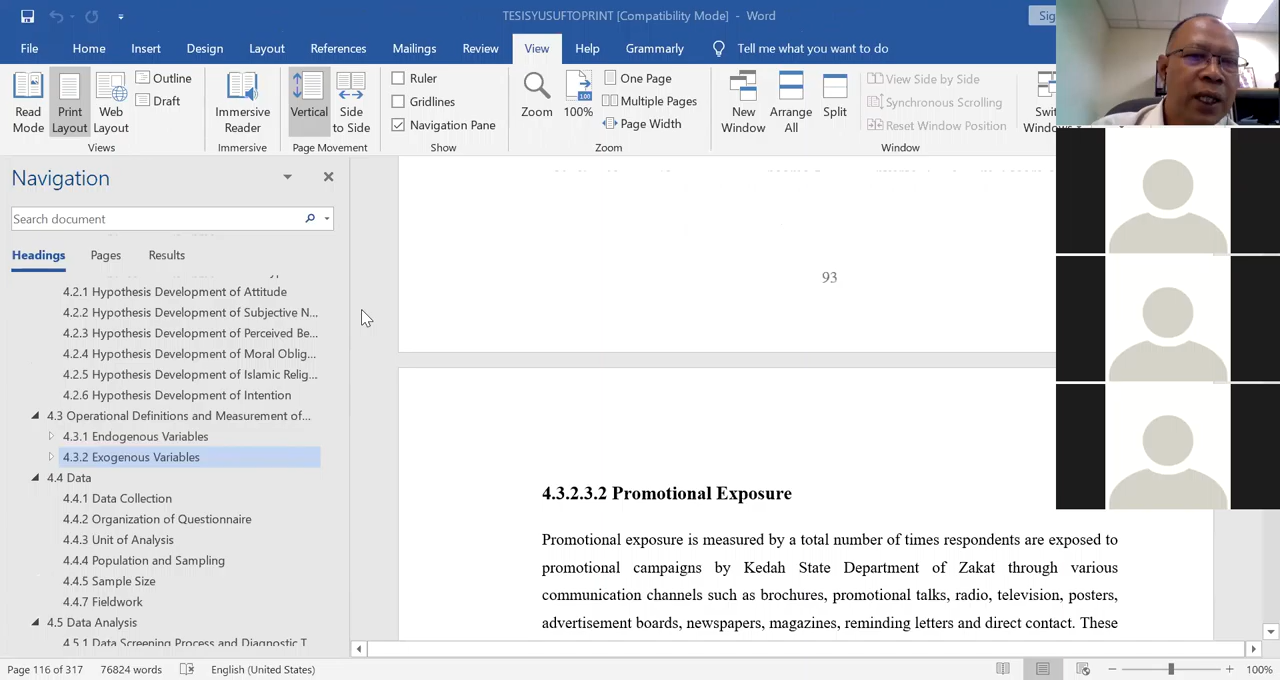 TESISYUSUFTOPRINT [Compatibility Mode] - Word
File Home Insert Design Layout References Mailings Review View Help Grammarly Tell me what you want to do
Read Mode
Print Layout
Web Layout
Outline
Draft
Views
Immersive Reader
Immersive
Vertical
Side to Side
Page Movement
Ruler
Gridlines
Navigation Pane
Show
Zoom
100
100%
One Page
Multiple Pages
Page Width
Zoom
New Window
Arrange All
Split
View Side by Side
Synchronous Scrolling
Reset Window Position
Window
Navigation
Search document
Headings Pages Results
4.2.1 Hypothesis Development of Attitude
4.2.2 Hypothesis Development of Subjective N...
4.2.3 Hypothesis Development of Perceived Be...
4.2.4 Hypothesis Development of Moral Oblig...
4.2.5 Hypothesis Development of Islamic Relig...
4.2.6 Hypothesis Development of Intention
4.3 Operational Definitions and Measurement of...
4.3.1 Endogenous Variables
4.3.2 Exogenous Variables
4.4 Data
4.4.1 Data Collection
4.4.2 Organization of Questionnaire
4.4.3 Unit of Analysis
4.4.4 Population and Sampling
4.4.5 Sample Size
4.4.7 Fieldwork
4.5 Data Analysis
4.5.1 Data Screening Process and Diagnostic T
93
4.3.2.3.2 Promotional Exposure
Promotional exposure is measured by a total number of times respondents are exposed to
promotional campaigns by Kedah State Department of Zakat through various
communication channels such as brochures, promotional talks, radio, television, posters,
advertisement boards, newspapers, magazines, reminding letters and direct contact. These
Page 116 of 317 76824 words English (United States) 100%